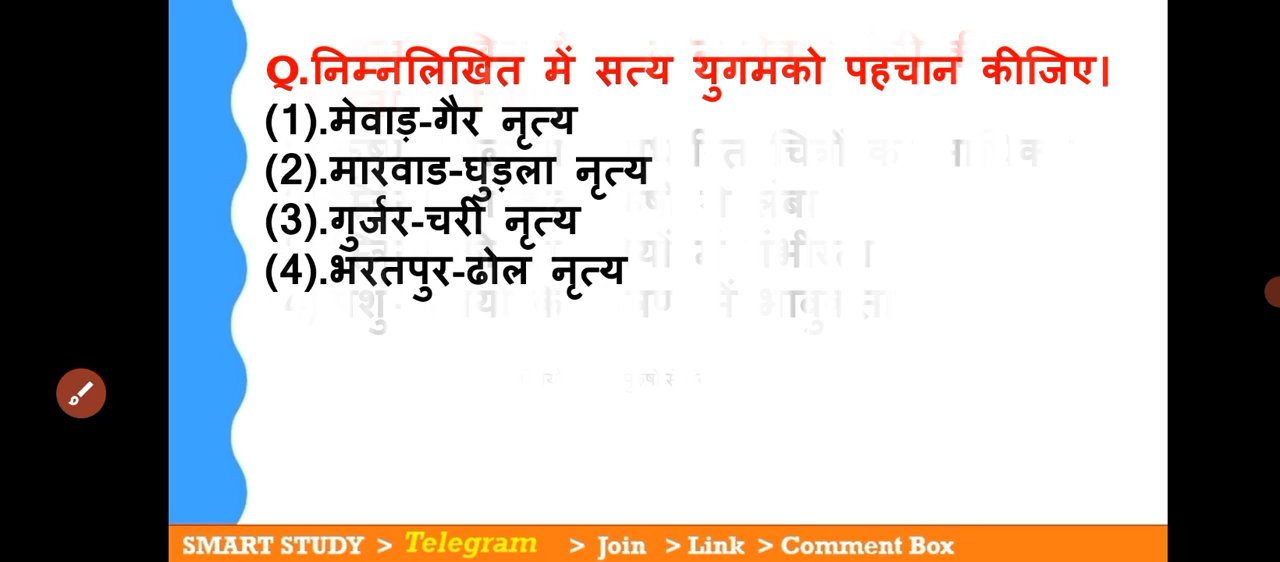 Q.निम्नलिखित में सत्य युगमको पहचान कीजिए।
(1).मेवाड़-गैर नृत्य
(2).मारवाड-घुड़ला नृत्य
(3).गुर्जर-चरी नृत्य
(4).भरतपुर-ढोल नृत्य
SMART STUDY > Telegram > Join > Link > Comment Box